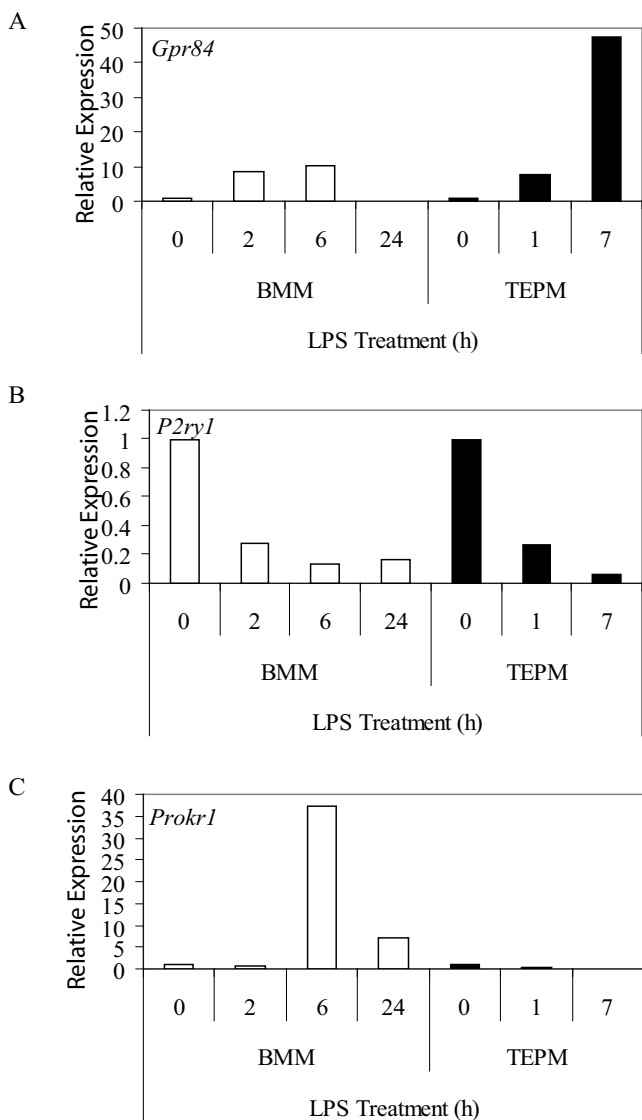 A
Gpr84
Relative Expression
50
40
30
20
10
0
0 2 6 24 0 1 7
BMM TEPM
LPS Treatment (h)
B
P2ry1
Relative Expression
1.2
1
0.8
0.6
0.4
0.2
0
0 2 6 24 0 1 7
BMM TEPM
LPS Treatment (h)
C
Prokr1
Relative Expression
40
35
30
25
20
15
10
5
0
0 2 6 24 0 1 7
BMM TEPM
LPS Treatment (h)